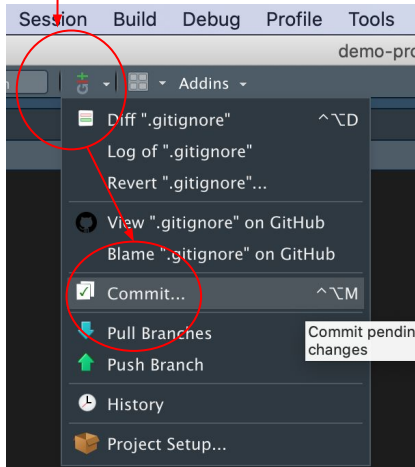 Session Build Debug Profile Tools
demo-pro
Addins
Diff ".gitignore" ^⌥D
Log of ".gitignore"
Revert ".gitignore"...
View ".gitignore" on GitHub
Blame ".gitignore" on GitHub
Commit... ^⌥M
Pull Branches
Commit pendin
changes
Push Branch
History
Project Setup...